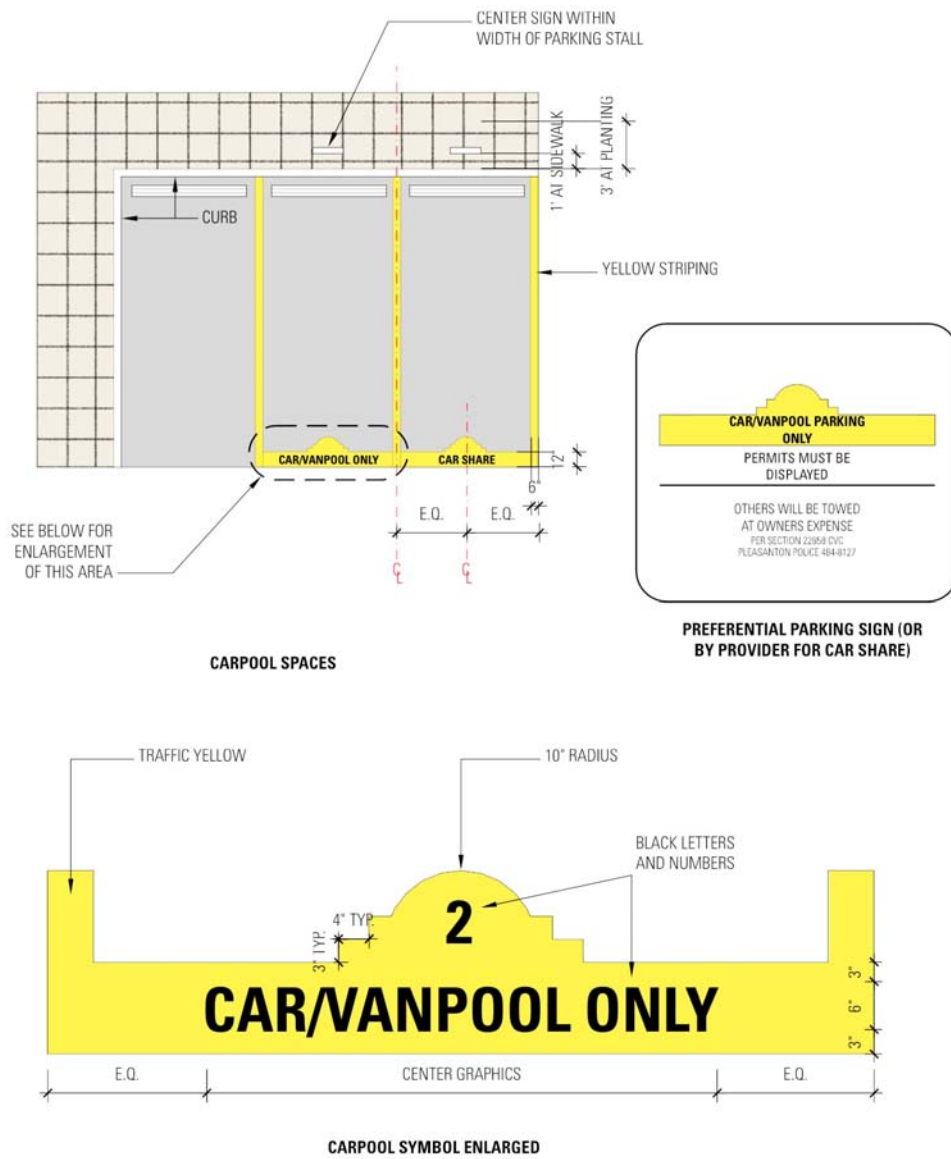 CENTER SIGN WITHIN
WIDTH OF PARKING STALL
1' AT SIDEWALK
3' AT PLANTING
CURB
YELLOW STRIPING
CAR/VANPOOL ONLY
CAR SHARE
12"
6"
E.Q.
E.Q.
SEE BELOW FOR
ENLARGEMENT
OF THIS AREA
CL
CL
CAR/VANPOOL PARKING
ONLY
PERMITS MUST BE
DISPLAYED
OTHERS WILL BE TOWED
AT OWNERS EXPENSE
PER SECTION 22658 CVC
PLEASANTON POLICE 484-8127
CARPOOL SPACES
PREFERENTIAL PARKING SIGN (OR
BY PROVIDER FOR CAR SHARE)
TRAFFIC YELLOW
10" RADIUS
BLACK LETTERS
AND NUMBERS
4" TYP.
3" TYP.
2
CAR/VANPOOL ONLY
3"
6"
3"
E.Q.
CENTER GRAPHICS
E.Q.
CARPOOL SYMBOL ENLARGED